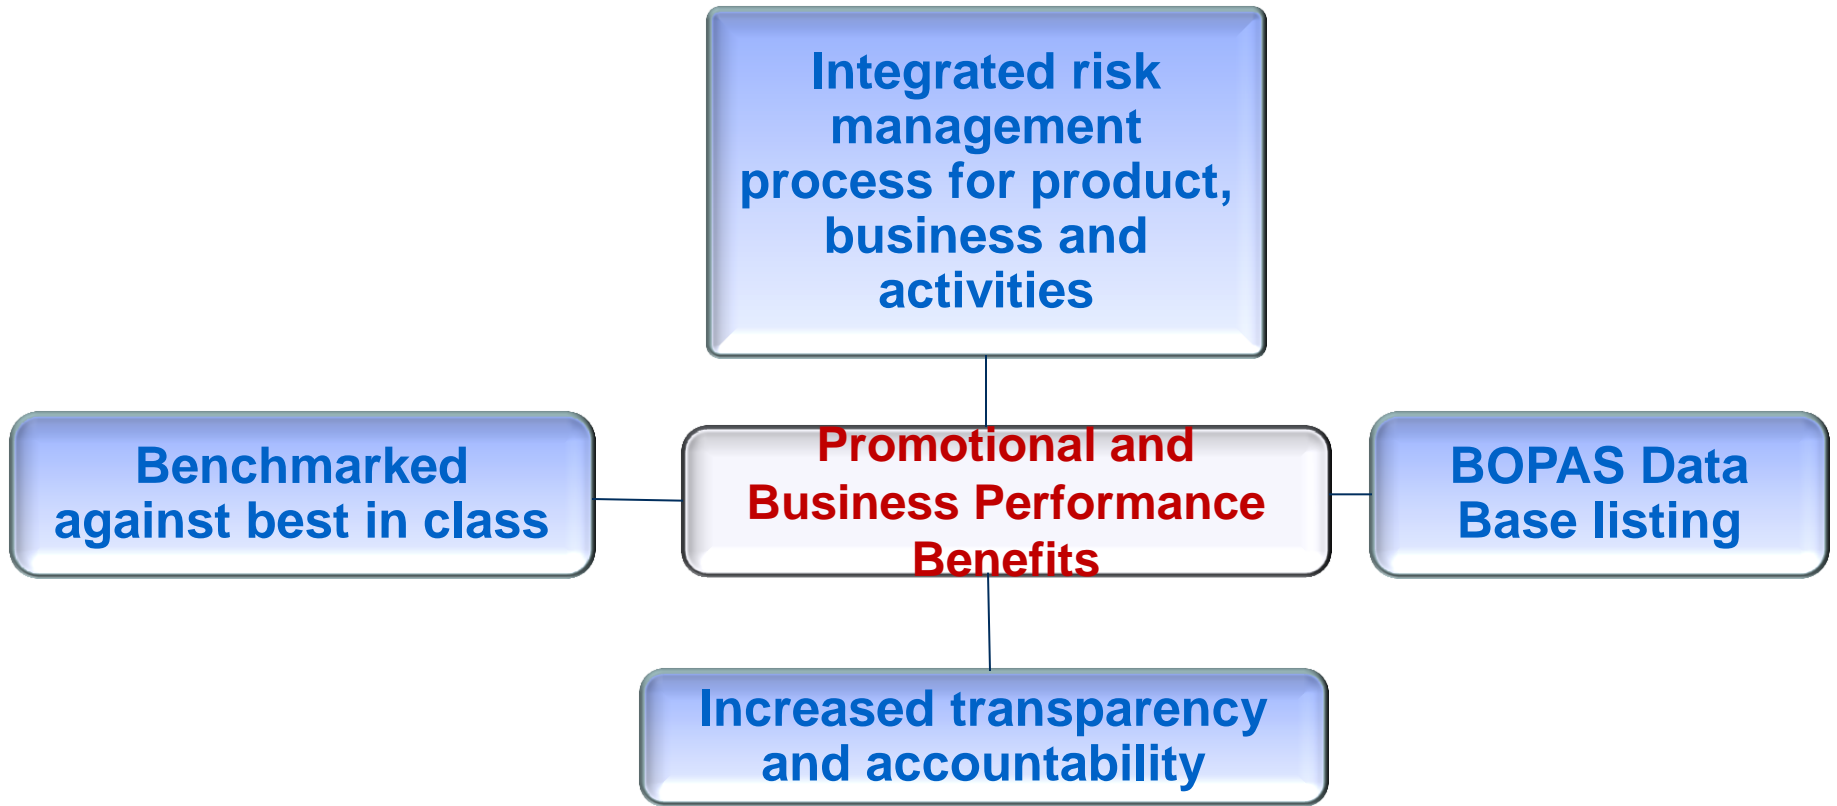 Integrated risk
management
process for product,
business and
activities
Benchmarked
against best in class
Promotional and
Business Performance
Benefits
BOPAS Data
Base listing
Increased transparency
and accountability